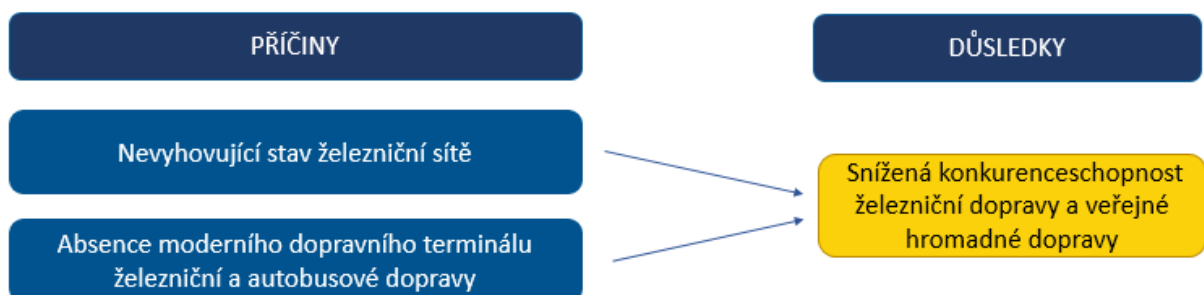 PŘÍČINY
DŮSLEDKY
Nevyhovující stav železniční sítě
Absence moderního dopravního terminálu
železniční a autobusové dopravy
Snížená konkurenceschopnost
železniční dopravy a veřejné
hromadné dopravy